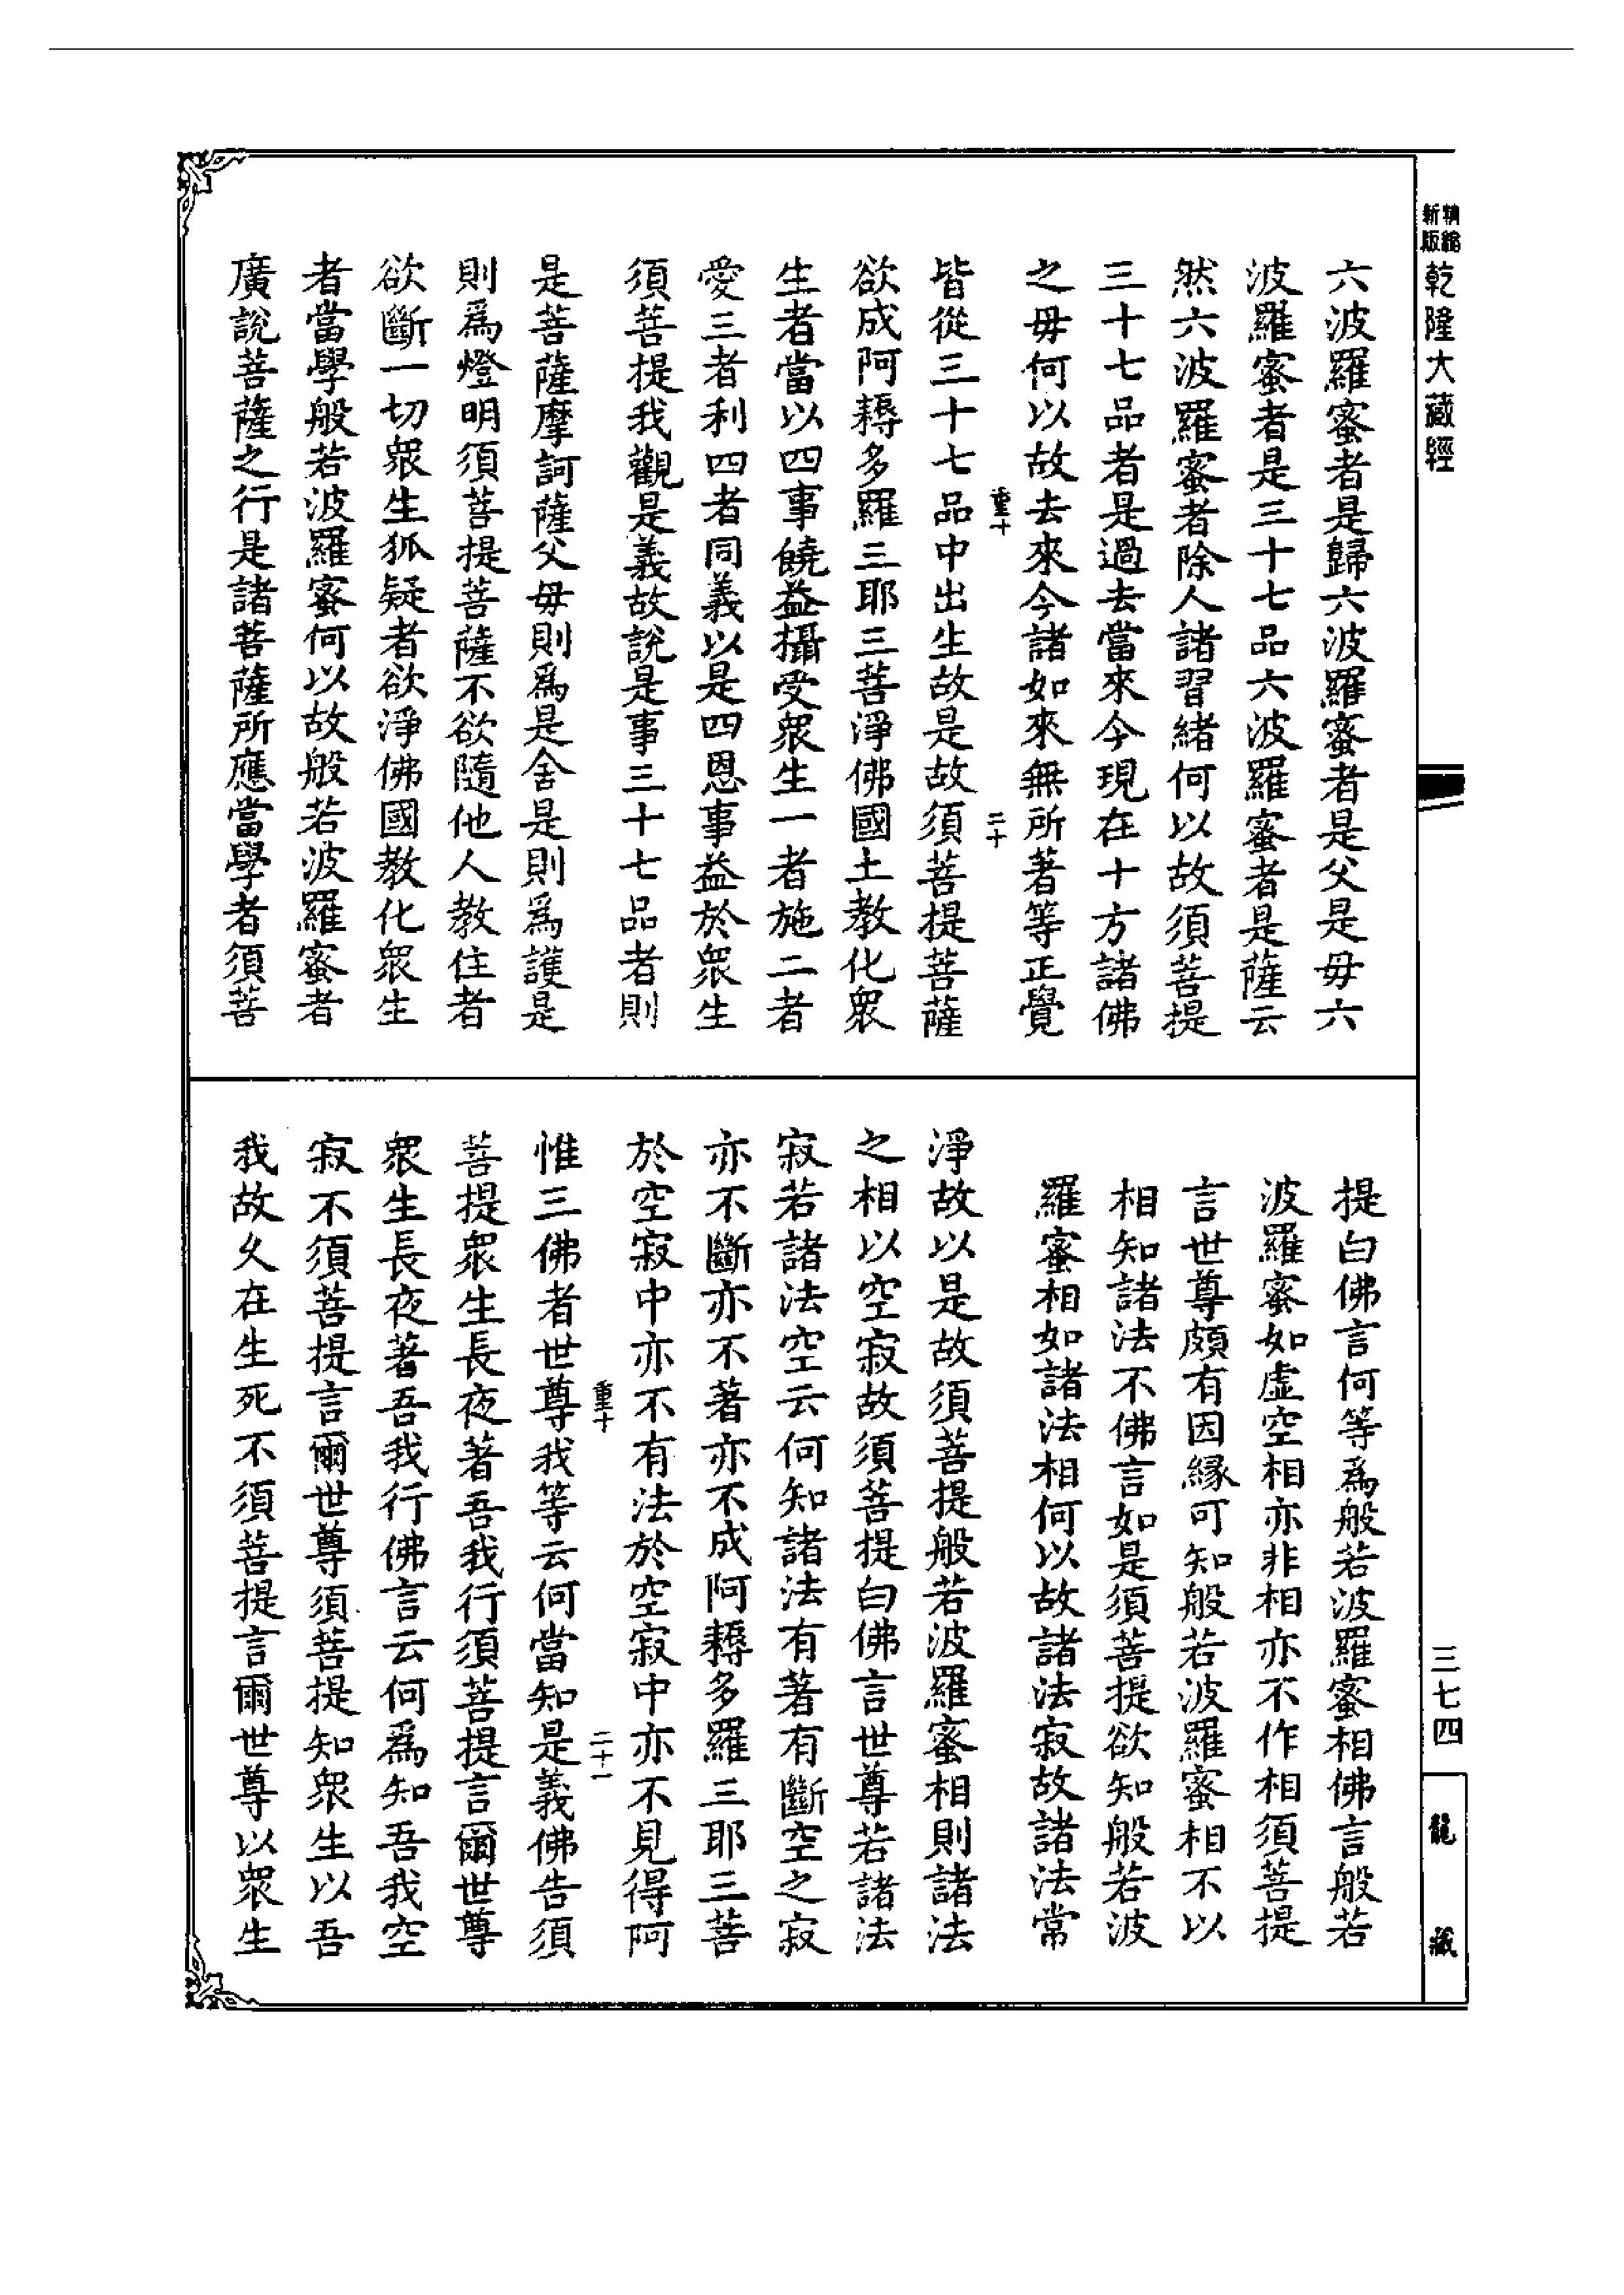 精縮
新版
乾隆大藏經
三七四
龍藏
六波羅蜜者是歸六波羅蜜者是父是毋六
波羅蜜者是三十七品六波羅蜜者是薩云
然六波羅蜜者除人諸習緒何以故須菩提
三十七品者是過去當來今現在十方諸佛
之毋何以故去來今諸如來無所著等正覺
重十
二十
皆從三十七品中出生故是故須菩提菩薩
欲成阿耨多羅三耶三菩淨佛國土教化衆
生者當以四事饒益攝受衆生一者施二者
愛三者利四者同義以是四恩事益於衆生
須菩提我觀是義故說是事三十七品者則
是菩薩摩訶薩父毋則爲是舍是則爲護是
則爲燈明須菩提菩薩不欲隨他人教住者
欲斷一切衆生狐疑者欲淨佛國教化衆生
者當學般若波羅蜜何以故般若波羅蜜者
廣說菩薩之行是諸菩薩所應當學者須菩
提白佛言何等爲般若波羅蜜相佛言般若
波羅蜜如虛空相亦非相亦不作相須菩提
言世尊頗有因緣可知般若波羅蜜相不以
相知諸法不佛言如是須菩提欲知般若波
羅蜜相如諸法相何以故諸法寂故諸法常
淨故以是故須菩提般若波羅蜜相則諸法
之相以空寂故須菩提白佛言世尊若諸法
寂若諸法空云何知諸法有著有斷空之寂
亦不斷亦不著亦不成阿耨多羅三耶三菩
於空寂中亦不有法於空寂中亦不見得阿
重十
二十一
惟三佛者世尊我等云何當知是義佛告須
菩提衆生長夜著吾我行須菩提言爾世尊
衆生長夜著吾我行佛言云何爲知吾我空
寂不須菩提言爾世尊須菩提知衆生以吾
我故久在生死不須菩提言爾世尊以衆生